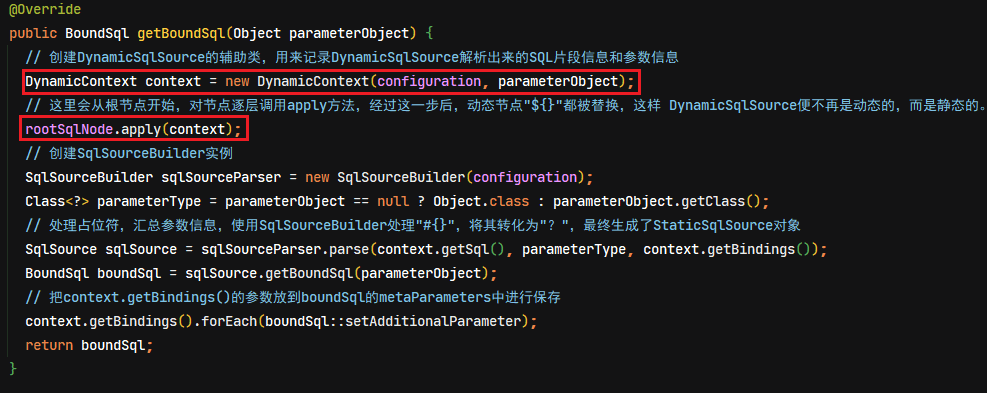 @Override
public BoundSql getBoundSql(Object parameterObject) {
// 创建DynamicSqlSource的辅助类，用来记录DynamicSqlSource解析出来的SQL片段信息和参数信息
DynamicContext context = new DynamicContext(configuration, parameterObject);
// 这里会从根节点开始，对节点逐层调用apply方法，经过这一步后，动态节点"${}"都被替换，这样 DynamicSqlSource便不再是动态的，而是静态的。
rootSqlNode.apply(context);
// 创建SqlSourceBuilder实例
SqlSourceBuilder sqlSourceParser = new SqlSourceBuilder(configuration);
Class<?> parameterType = parameterObject == null ? Object.class : parameterObject.getClass();
// 处理占位符，汇总参数信息，使用SqlSourceBuilder处理"#{}"，将其转化为"？"，最终生成了StaticSqlSource对象
SqlSource sqlSource = sqlSourceParser.parse(context.getSql(), parameterType, context.getBindings());
BoundSql boundSql = sqlSource.getBoundSql(parameterObject);
// 把context.getBindings()的参数放到boundSql的metaParameters中进行保存
context.getBindings().forEach(boundSql::setAdditionalParameter);
return boundSql;
}